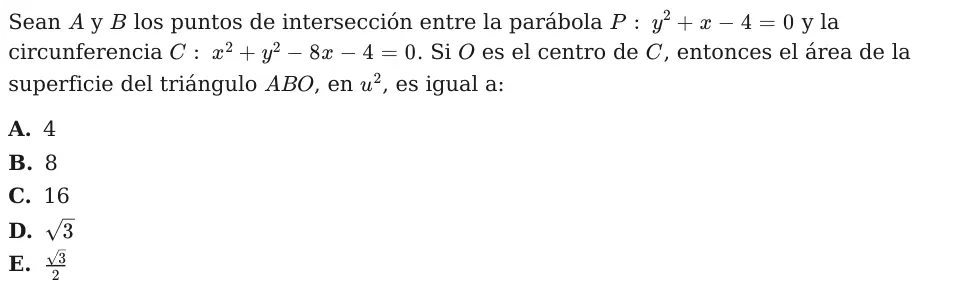 Sean A y B los puntos de intersección entre la parábola P : y² + x − 4 = 0 y la
circunferencia C : x² + y² − 8x − 4 = 0. Si O es el centro de C, entonces el área de la
superficie del triángulo ABO, en u², es igual a:
A. 4
B. 8
C. 16
D. √3
E. √3/2